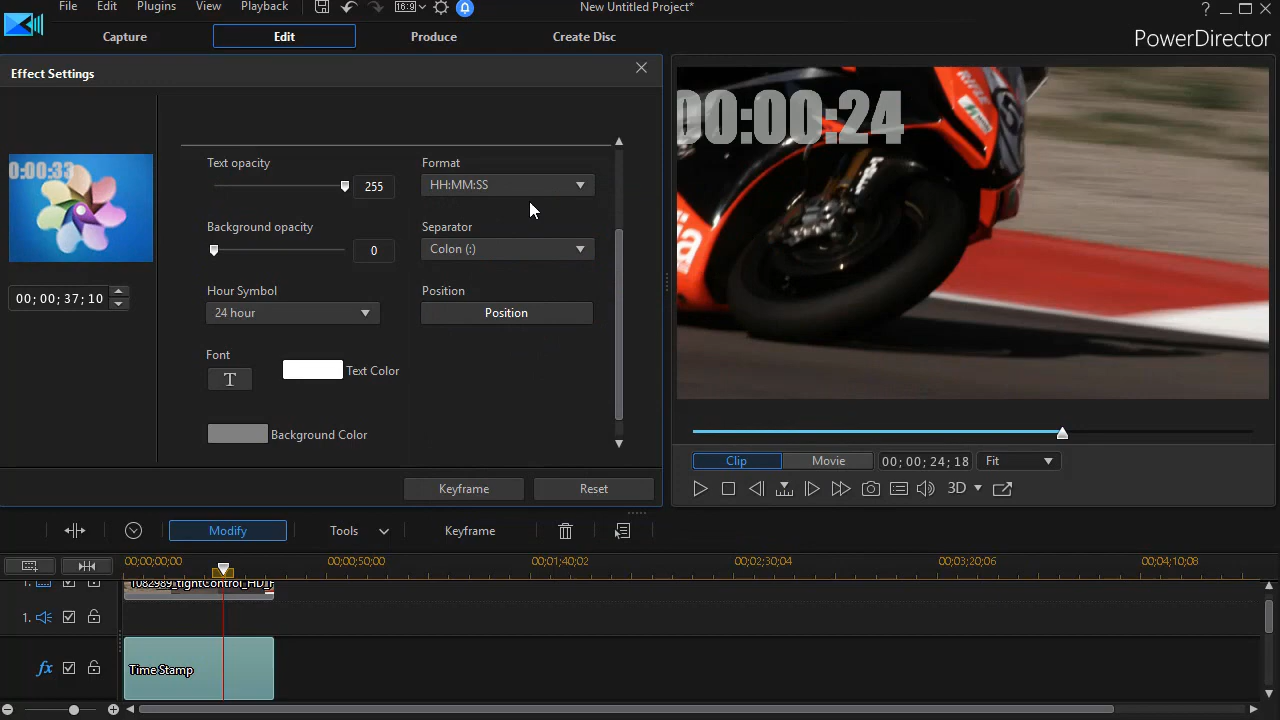 File Edit Plugins View Playback
16:9
New Untitled Project*
?
Capture Edit Produce Create Disc
PowerDirector
Effect Settings
0:00:33
00; 00; 37; 10
Text opacity
255
Background opacity
0
Hour Symbol
24 hour
Font
T
Text Color
Background Color
Format
HH:MM:SS
Separator
Colon (:)
Position
Position
Keyframe Reset
00:00:24
RIFLE
Clip Movie 00; 00; 24; 18 Fit
3D
Modify Tools Keyframe
00;00;00;00 00;00;50;00 00;01;40;02 00;02;30;04 00;03;20;06 00;04;10;08
1.
1.
fx Time Stamp